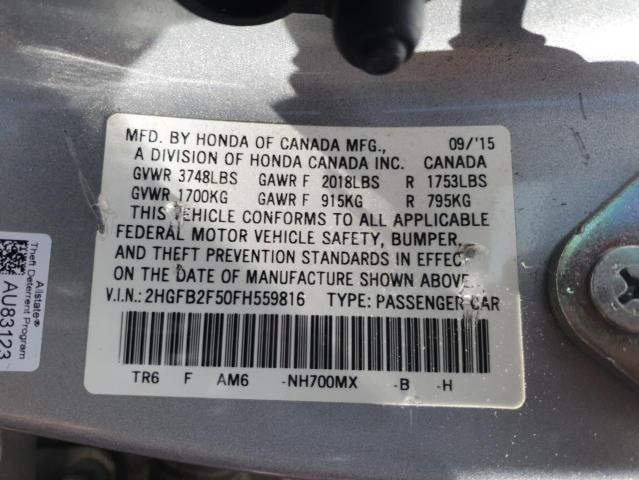 MFD. BY HONDA OF CANADA MFG., 09/'15
A DIVISION OF HONDA CANADA INC. CANADA
GVWR 3748LBS GAWR F 2018LBS R 1753LBS
GVWR 1700KG GAWR F 915KG R 795KG
THIS VEHICLE CONFORMS TO ALL APPLICABLE
FEDERAL MOTOR VEHICLE SAFETY, BUMPER,
AND THEFT PREVENTION STANDARDS IN EFFECT
ON THE DATE OF MANUFACTURE SHOWN ABOVE.
V.I.N.: 2HGFB2F50FH559816 TYPE: PASSENGER CAR
TR6 F AM6 -NH700MX -B -H
Allstate®
Theft Deterrent Program
AU83123